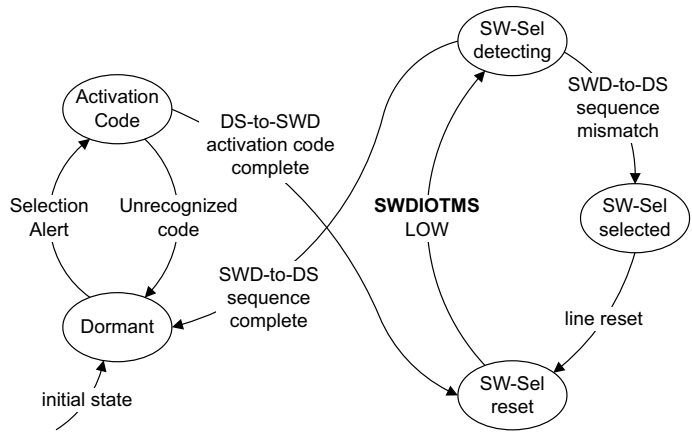 SW-Sel
detecting
Activation
Code
DS-to-SWD
activation code
complete
SWD-to-DS
sequence
mismatch
Selection
Alert
Unrecognized
code
SWDIOTMS
LOW
SW-Sel
selected
SWD-to-DS
sequence
complete
Dormant
line reset
initial state
SW-Sel
reset